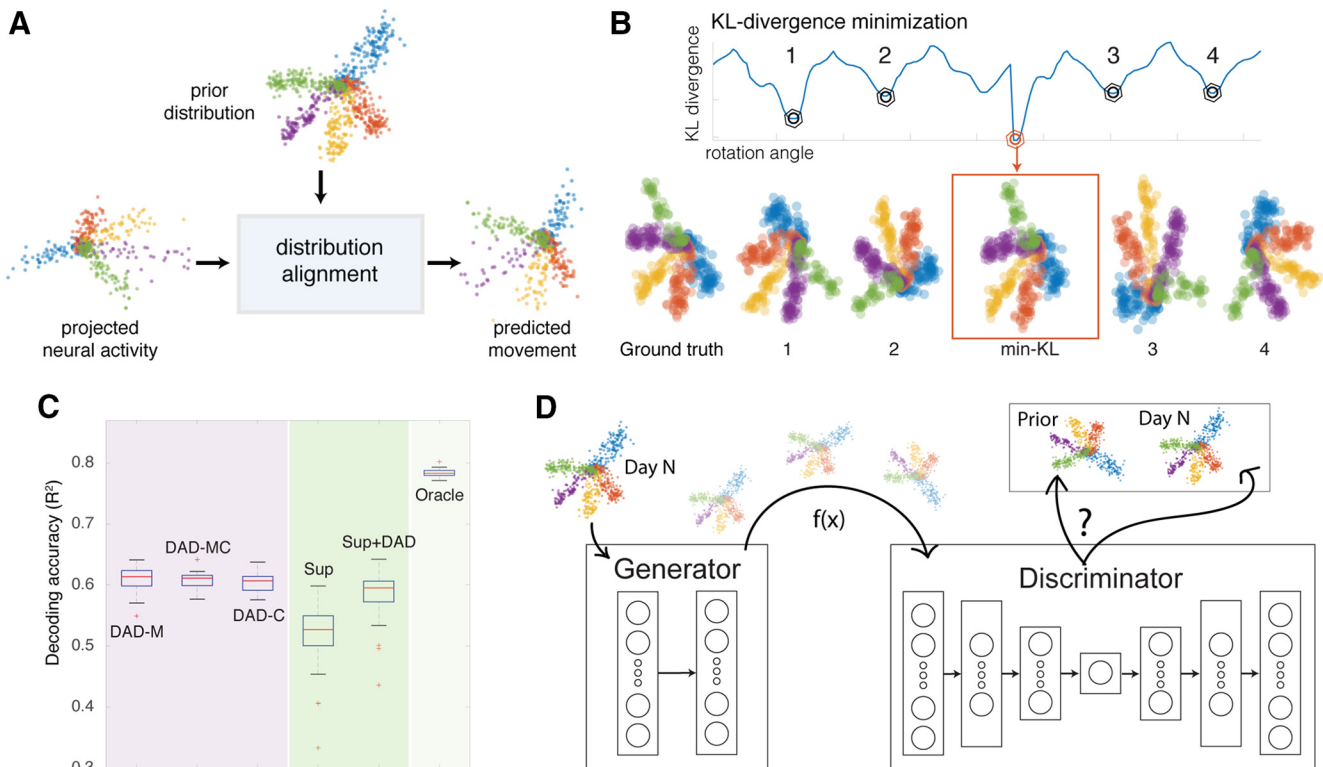 A
prior
distribution
distribution
alignment
projected
neural activity
predicted
movement
B
KL-divergence minimization
KL divergence
1
2
3
4
rotation angle
Ground truth
1
2
min-KL
3
4
C
Decoding accuracy (R²)
0.8
0.7
0.6
0.5
0.4
0.3
DAD-M
DAD-MC
DAD-C
Sup
Sup+DAD
Oracle
D
Day N
f(x)
Prior
Day N
?
Generator
Discriminator